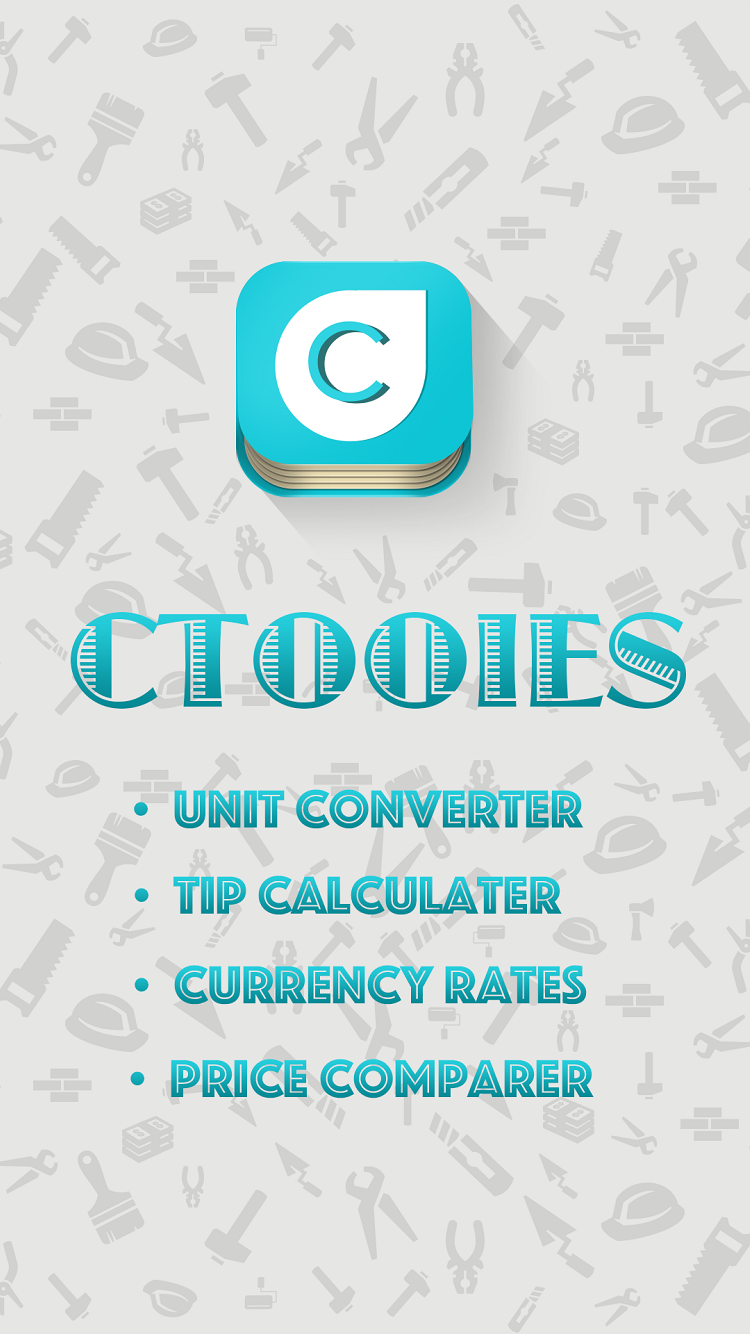 C
CTOOIES
• UNIT CONVERTER
• TIP CALCULATER
• CURRENCY RATES
• PRICE COMPARER